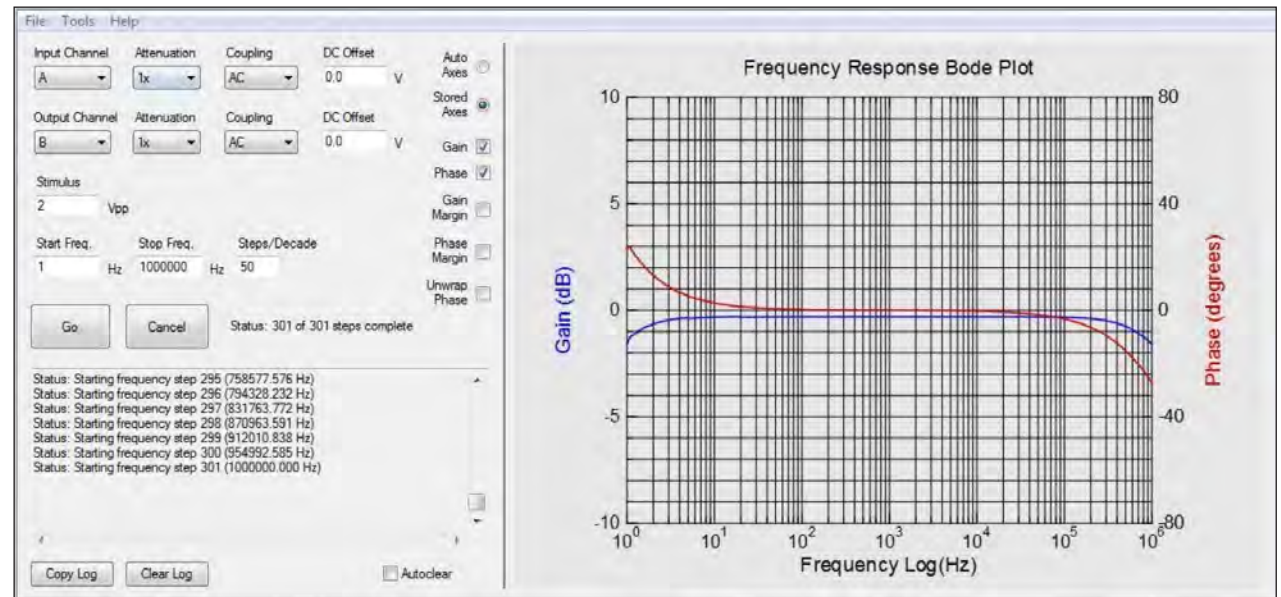 File Tools Help
Input Channel Attenuation Coupling DC Offset
A 1x AC 0.0 V
Output Channel Attenuation Coupling DC Offset
B 1x AC 0.0 V
Stimulus
2 Vpp
Start Freq. Stop Freq. Steps/Decade
1 Hz 1000000 Hz 50
Go Cancel Status: 301 of 301 steps complete
Auto Axes
Stored Axes
Gain
Phase
Gain Margin
Phase Margin
Unwrap Phase
Status: Starting frequency step 295 (758577.576 Hz)
Status: Starting frequency step 296 (794328.232 Hz)
Status: Starting frequency step 297 (831763.772 Hz)
Status: Starting frequency step 298 (870963.591 Hz)
Status: Starting frequency step 299 (912010.838 Hz)
Status: Starting frequency step 300 (954992.585 Hz)
Status: Starting frequency step 301 (1000000.000 Hz)
Copy Log Clear Log Autoclear
Frequency Response Bode Plot
Gain (dB)
10
5
0
-5
-10
80
40
0
-40
-80
Phase (degrees)
10^0 10^1 10^2 10^3 10^4 10^5 10^6
Frequency Log(Hz)